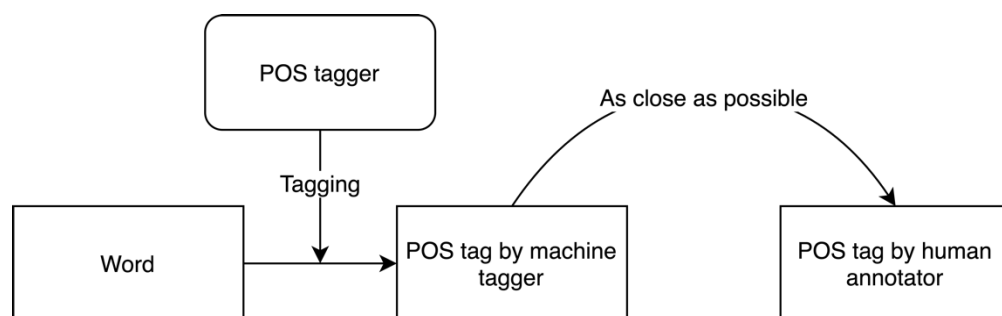 POS tagger
As close as possible
Tagging
Word
POS tag by machine
tagger
POS tag by human
annotator